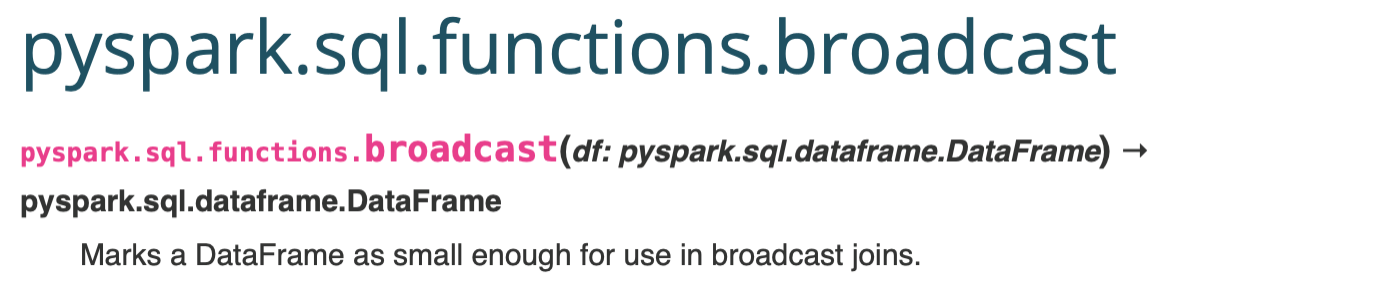 pyspark.sql.functions.broadcast
pyspark.sql.functions.broadcast(df: pyspark.sql.dataframe.DataFrame) →
pyspark.sql.dataframe.DataFrame
Marks a DataFrame as small enough for use in broadcast joins.